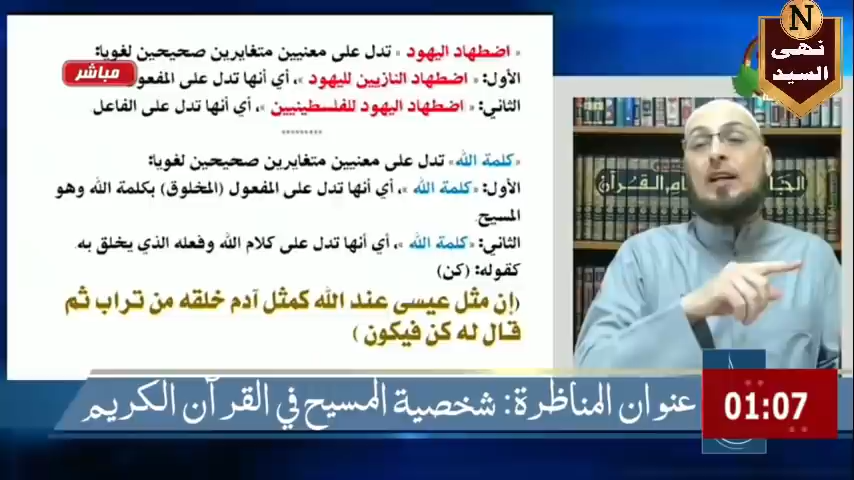 « اضطهاد اليهود » تدل على معنيين متغايرين صحيحين لغويا:
الأول: « اضطهاد النازيين لليهود »، أي أنها تدل على المفعول
مباشر
الثاني: « اضطهاد اليهود للفلسطينيين »، أي أنها تدل على الفاعل
*********
«كلمة الله» تدل على معنيين متغايرين صحيحين لغويا:
الأول: «كلمة الله »، أي أنها تدل على المفعول (المخلوق) بكلمة الله وهو
المسيح.
الثاني: «كلمة الله »، أي أنها تدل على كلام الله وفعله الذي يخلق به
كقوله: (كن)
(إن مثل عيسى عند الله كمثل آدم خلقه من تراب ثم
قال له كن فيكون )
N
نهى
السيد
القرآن
عنوان المناظرة: شخصية المسيح في القرآن الكريم
01:07